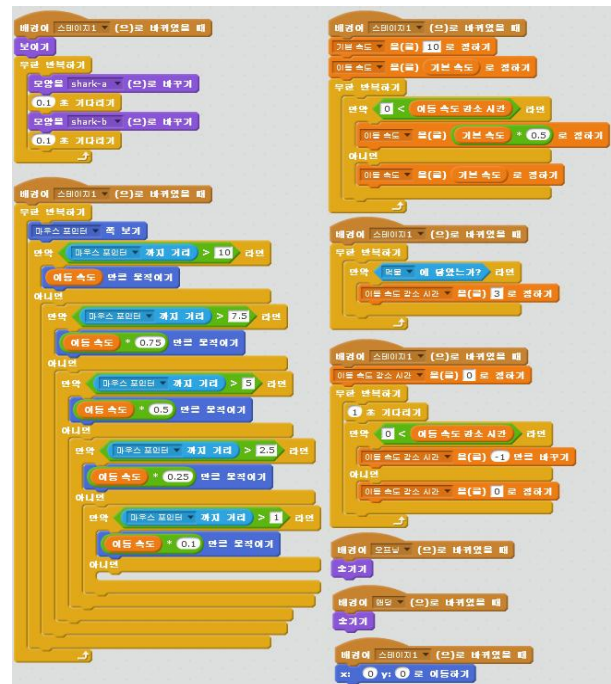 배경이 스테이지1 (으)로 바뀌었을 때
보이기
무한 반복하기
모양을 shark-a (으)로 바꾸기
0.1 초 기다리기
모양을 shark-b (으)로 바꾸기
0.1 초 기다리기
배경이 스테이지1 (으)로 바뀌었을 때
무한 반복하기
마우스 포인터 쪽 보기
만약 마우스 포인터 까지 거리 > 10 라면
이동 속도 만큼 움직이기
아니면
만약 마우스 포인터 까지 거리 > 7.5 라면
이동 속도 * 0.75 만큼 움직이기
아니면
만약 마우스 포인터 까지 거리 > 5 라면
이동 속도 * 0.5 만큼 움직이기
아니면
만약 마우스 포인터 까지 거리 > 2.5 라면
이동 속도 * 0.25 만큼 움직이기
아니면
만약 마우스 포인터 까지 거리 > 1 라면
이동 속도 * 0.1 만큼 움직이기
아니면
배경이 스테이지1 (으)로 바뀌었을 때
기본 속도 을(를) 10 로 정하기
이동 속도 을(를) 기본 속도 로 정하기
무한 반복하기
만약 0 < 이동 속도 감소 시간 라면
이동 속도 을(를) 기본 속도 * 0.5 로 정하기
아니면
이동 속도 을(를) 기본 속도 로 정하기
배경이 스테이지1 (으)로 바뀌었을 때
무한 반복하기
만약 먹물 에 닿았는가? 라면
이동 속도 감소 시간 을(를) 3 로 정하기
배경이 스테이지1 (으)로 바뀌었을 때
이동 속도 감소 시간 을(를) 0 로 정하기
무한 반복하기
1 초 기다리기
만약 0 < 이동 속도 감소 시간 라면
이동 속도 감소 시간 을(를) -1 만큼 바꾸기
아니면
이동 속도 감소 시간 을(를) 0 로 정하기
배경이 오프닝 (으)로 바뀌었을 때
숨기기
배경이 엔딩 (으)로 바뀌었을 때
숨기기
배경이 스테이지1 (으)로 바뀌었을 때
x: 0 y: 0 로 이동하기